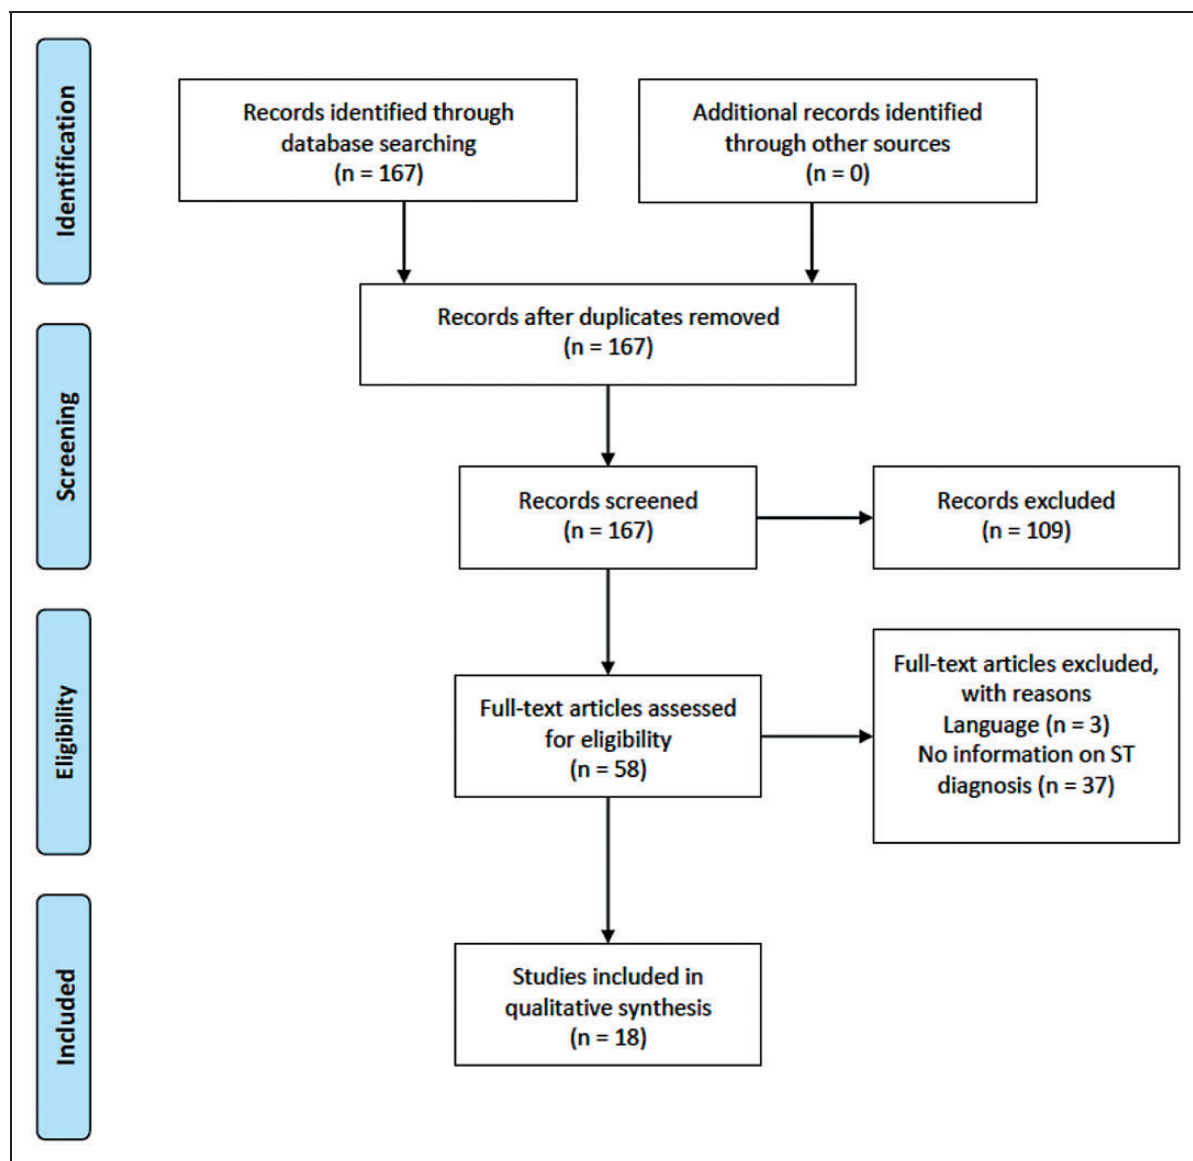 Identification
Records identified through
database searching
(n = 167)
Additional records identified
through other sources
(n = 0)
Records after duplicates removed
(n = 167)
Screening
Records screened
(n = 167)
Records excluded
(n = 109)
Eligibility
Full-text articles assessed
for eligibility
(n = 58)
Full-text articles excluded,
with reasons
Language (n = 3)
No information on ST
diagnosis (n = 37)
Included
Studies included in
qualitative synthesis
(n = 18)